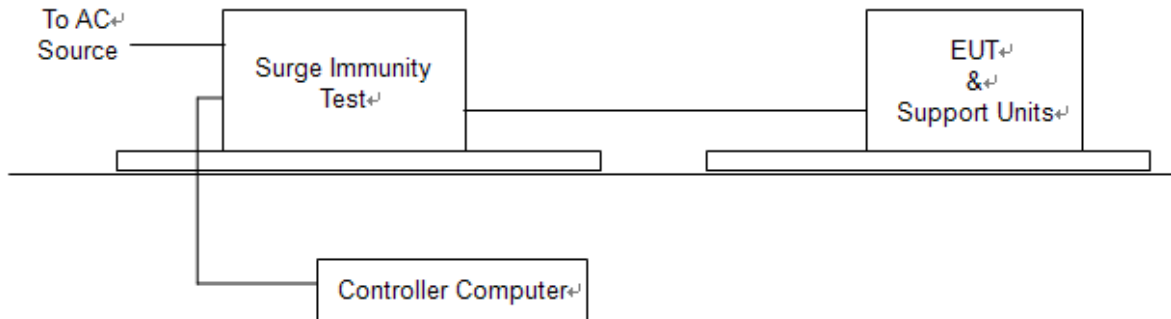 To AC↵
Source
Surge Immunity
Test↵
EUT↵
&↵
Support Units↵
Controller Computer↵